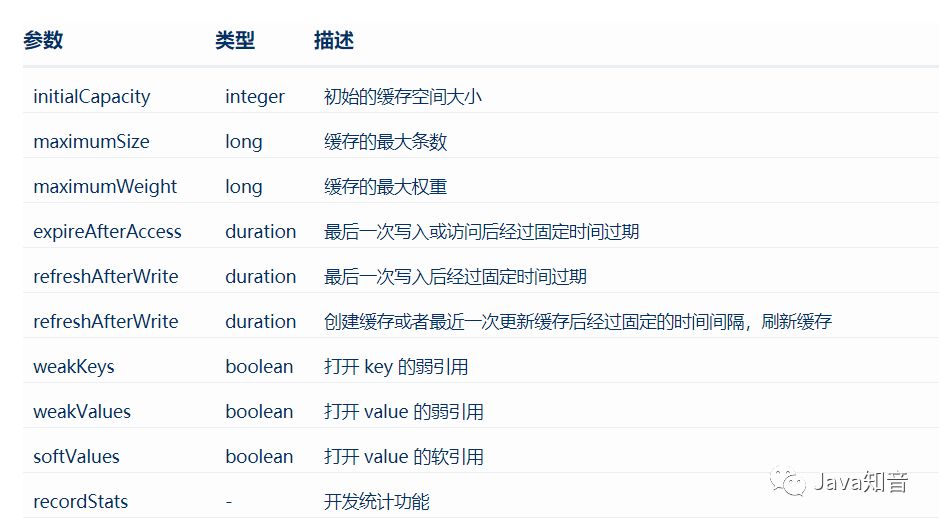 参数 类型 描述
initialCapacity integer 初始的缓存空间大小
maximumSize long 缓存的最大条数
maximumWeight long 缓存的最大权重
expireAfterAccess duration 最后一次写入或访问后经过固定时间过期
refreshAfterWrite duration 最后一次写入后经过固定时间过期
refreshAfterWrite duration 创建缓存或者最近一次更新缓存后经过固定的时间间隔，刷新缓存
weakKeys boolean 打开 key 的弱引用
weakValues boolean 打开 value 的弱引用
softValues boolean 打开 value 的软引用
recordStats - 开发统计功能
Java知音